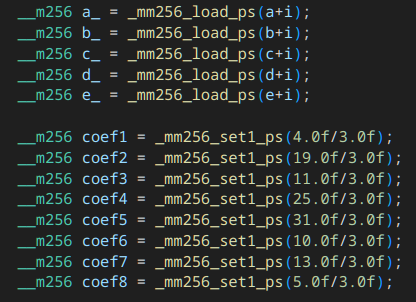 __m256 a_ = _mm256_load_ps(a+i);
__m256 b_ = _mm256_load_ps(b+i);
__m256 c_ = _mm256_load_ps(c+i);
__m256 d_ = _mm256_load_ps(d+i);
__m256 e_ = _mm256_load_ps(e+i);

__m256 coef1 = _mm256_set1_ps(4.0f/3.0f);
__m256 coef2 = _mm256_set1_ps(19.0f/3.0f);
__m256 coef3 = _mm256_set1_ps(11.0f/3.0f);
__m256 coef4 = _mm256_set1_ps(25.0f/3.0f);
__m256 coef5 = _mm256_set1_ps(31.0f/3.0f);
__m256 coef6 = _mm256_set1_ps(10.0f/3.0f);
__m256 coef7 = _mm256_set1_ps(13.0f/3.0f);
__m256 coef8 = _mm256_set1_ps(5.0f/3.0f);